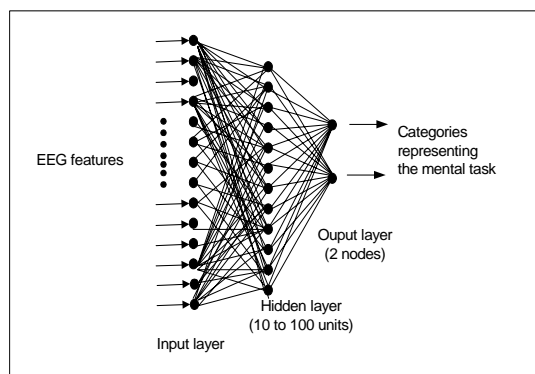 EEG features
Categories
representing
the mental task
Ouput layer
(2 nodes)
Hidden layer
(10 to 100 units)
Input layer